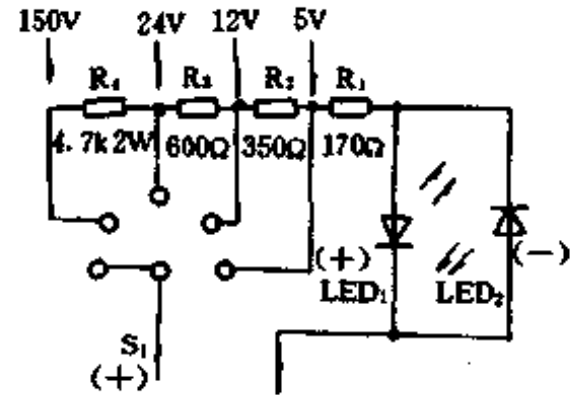 150V 24V 12V 5V
R₄ R₃ R₂ R₁
4.7k 2W 600Ω 350Ω 170Ω
(+) (-)
LED₁ LED₂
S₁
(+)